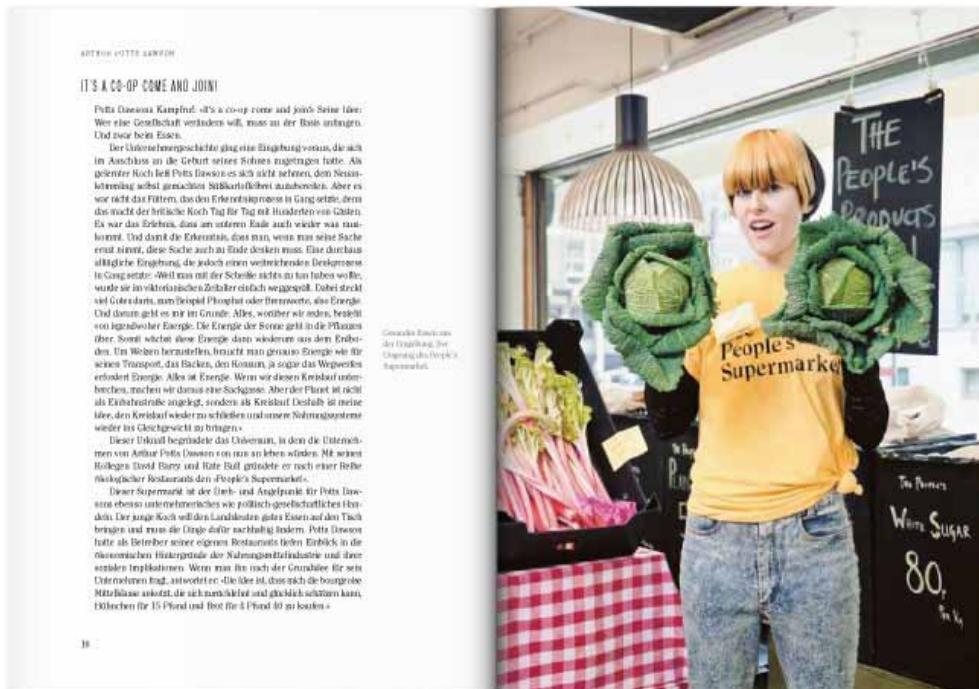 ARTHUR POTTS DAWSON
IT'S A CO-OP COME AND JOIN!
Potts Dawsons Kampfruf: «It's a co-op come and join!» Seine Idee:
Wer eine Gesellschaft verändern will, muss an der Basis anfangen.
Und zwar beim Essen.
Der Unternehmergeschichte ging eine Eingebung voraus, die sich
im Anschluss an die Geburt seines Sohnes zugetragen hatte. Als
gelernter Koch ließ Potts Dawson es sich nicht nehmen, dem Neuan-
kömmling selbst gemachten Süßkartoffelbrei zuzubereiten. Aber es
war nicht das Füttern, das den Erkenntnisprozess in Gang setzte, denn
das macht der britische Koch Tag für Tag mit Hunderten von Gästen.
Es war das Erlebnis, dass am unteren Ende auch wieder was raus-
kommt. Und damit die Erkenntnis, dass man, wenn man seine Sache
ernst nimmt, diese Sache auch zu Ende denken muss. Eine durchaus
alltägliche Eingebung, die jedoch einen weitreichenden Denkprozess
in Gang setzte: «Weil man mit der Scheiße nichts zu tun haben wollte,
wurde sie im viktorianischen Zeitalter einfach weggespült. Dabei steckt
viel Gutes darin, zum Beispiel Phosphat oder Brennwerte, also Energie.
Und darum geht es mir im Grunde. Alles, worüber wir reden, bezieht
von irgendwoher Energie. Die Energie der Sonne geht in die Pflanzen
über. Somit wächst diese Energie dann wiederum aus dem Erdbo-
den. Um Weizen herzustellen, braucht man genauso Energie wie für
seinen Transport, das Backen, den Konsum, ja sogar das Wegwerfen
erfordert Energie. Alles ist Energie. Wenn wir diesen Kreislauf unter-
brechen, machen wir daraus eine Sackgasse. Aber der Planet ist nicht
als Einbahnstraße angelegt, sondern als Kreislauf. Deshalb ist meine
Idee, den Kreislauf wieder zu schließen und unsere Nahrungssysteme
wieder ins Gleichgewicht zu bringen.»
Dieser Urknall begründete das Universum, in dem die Unterneh-
men von Arthur Potts Dawson von nun an leben würden. Mit seinen
Kollegen David Barry und Kate Bull gründete er nach einer Reihe
ökologischer Restaurants den «People's Supermarket».
Dieser Supermarkt ist der Dreh- und Angelpunkt für Potts Daw-
sons ebenso unternehmerisches wie politisch-gesellschaftliches Han-
deln. Der junge Koch will den Landsleuten gutes Essen auf den Tisch
bringen und muss die Dinge dafür nachhaltig ändern. Potts Dawson
hatte als Betreiber seiner eigenen Restaurants tiefen Einblick in die
ökonomischen Hintergründe der Nahrungsmittelindustrie und ihrer
sozialen Implikationen. Wenn man ihn nach der Grundidee für sein
Unternehmen fragt, antwortet er: «Die Idee ist, dass mich die bourgeoise
Mittelklasse ankotzt, die sich zurücklehnt und glücklich schätzen kann,
Hühnchen für 15 Pfund und Brot für 4 Pfund 40 zu kaufen.»
Gesundes Essen aus
der Umgebung. Der
Ursprung des People's
Supermarket.
THE
PEOPLE'S
PRODUCTS
People's
Supermarket
THE PEOPLE'S
WHITE SUGAR
80p
Per Kg